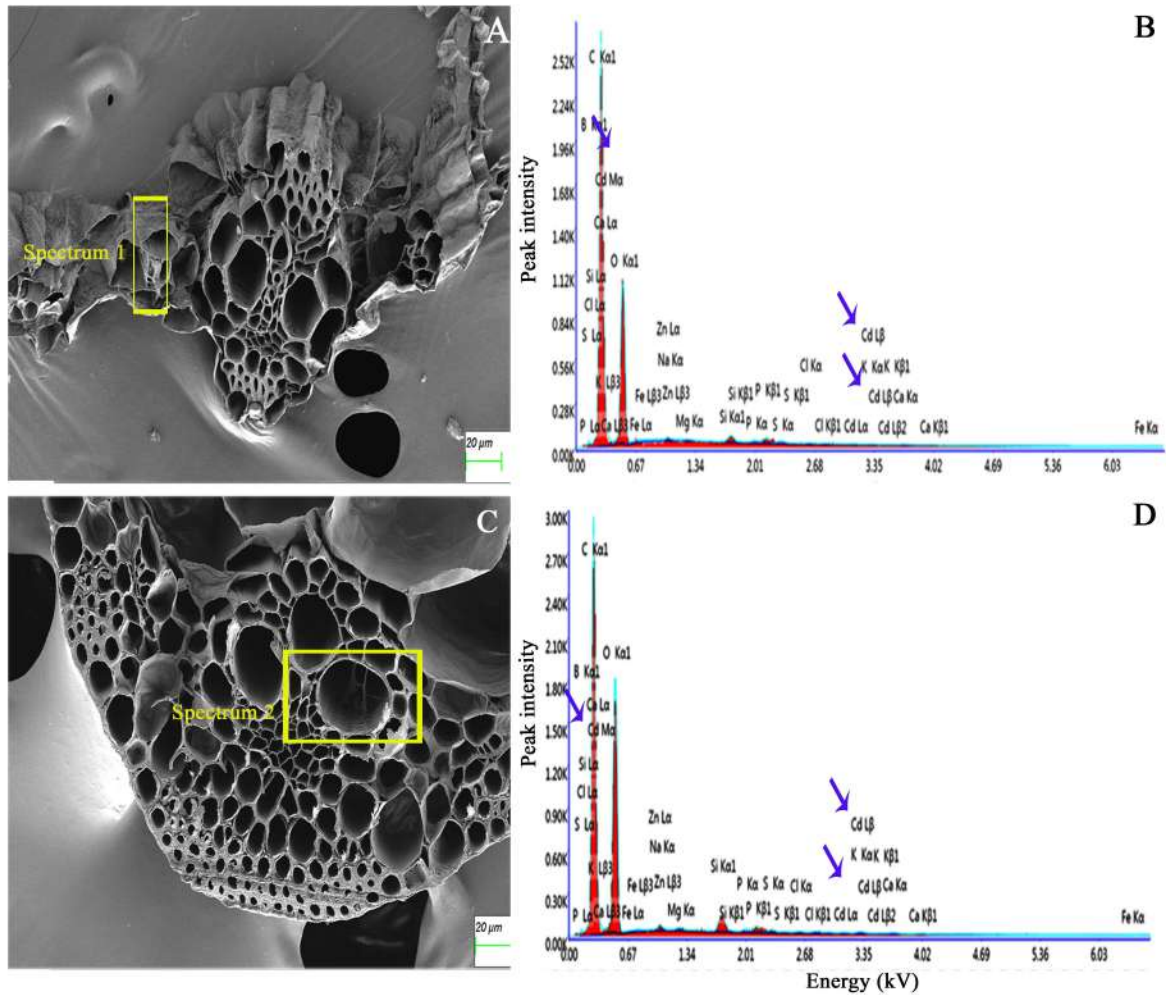 A
Spectrum 1
20 µm
B
Peak intensity
2.52K
2.24K
1.96K
1.68K
1.40K
1.12K
0.84K
0.56K
0.28K
0.00K
C Kα1
Cd Mα
Ca Lα
O Kα1
Si Lα
Cl Lα
S Lα
Zn Lα
Na Kα
Cd Lβ
Cl Kα
K Kα K Kβ1
K Lβ3
Fe Lβ3 Zn Lβ3
Si Kβ1 P Kβ1 S Kβ1
Cd Lβ Ca Kα
Mg Kα
Si Kα1 P Kα S Kα
P Lα Ca Lβ3 Fe Lα
Cl Kβ1 Cd Lα Cd Lβ2 Ca Kβ1
Fe Kα
0.00 0.67 1.34 2.01 2.68 3.35 4.02 4.69 5.36 6.03
C
Spectrum 2
20 µm
D
Peak intensity
3.00K
2.70K
2.40K
2.10K
1.80K
1.50K
1.20K
0.90K
0.60K
0.30K
0.00K
C Kα1
O Kα1
B Kα1
Ca Lα
Cd Mα
Si Lα
Cl Lα
S Lα
Zn Lα
Na Kα
Cd Lβ
K Kα K Kβ1
K Lβ3
Si Kα1
Fe Lβ3 Zn Lβ3
P Kα S Kα Cl Kα
Cd Lβ Ca Kα
P Lα Ca Lβ3 Fe Lα
Mg Kα
Si Kβ1 P Kβ1 S Kβ1 Cl Kβ1 Cd Lα Cd Lβ2 Ca Kβ1
Fe Kα
0.00 0.67 1.34 2.01 2.68 3.35 4.02 4.69 5.36 6.03
Energy (kV)